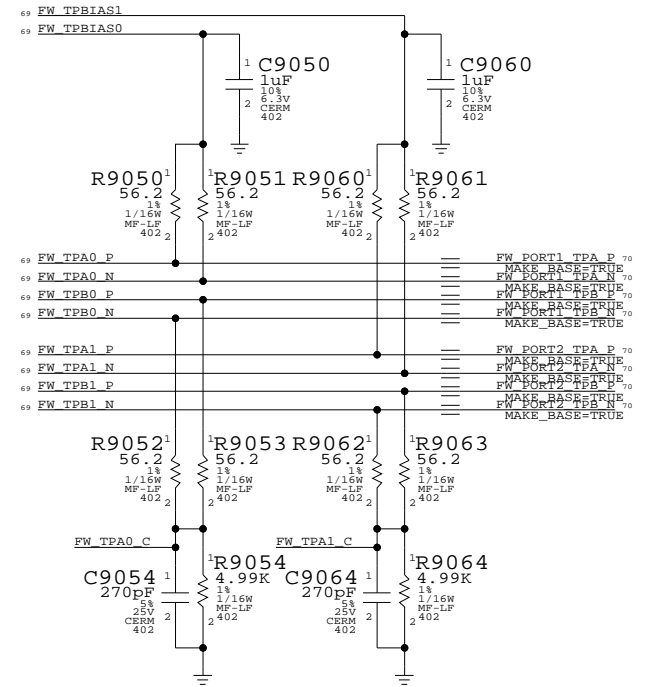 69 FW_TPBIAS1
69 FW_TPBIAS0
1 C9050
1uF
10%
6.3V
2 CERM
402
1 C9060
1uF
10%
6.3V
2 CERM
402
R9050 1
56.2
1%
1/16W
MF-LF
402 2
1 R9051
56.2
1%
1/16W
MF-LF
2 402
R9060 1
56.2
1%
1/16W
MF-LF
402 2
1 R9061
56.2
1%
1/16W
MF-LF
2 402
69 FW_TPA0_P
FW_PORT1_TPA_P 70
MAKE_BASE=TRUE
69 FW_TPA0_N
FW_PORT1_TPA_N 70
MAKE_BASE=TRUE
69 FW_TPB0_P
FW_PORT1_TPB_P 70
MAKE_BASE=TRUE
69 FW_TPB0_N
FW_PORT1_TPB_N 70
MAKE_BASE=TRUE
69 FW_TPA1_P
FW_PORT2_TPA_P 70
MAKE_BASE=TRUE
69 FW_TPA1_N
FW_PORT2_TPA_N 70
MAKE_BASE=TRUE
69 FW_TPB1_P
FW_PORT2_TPB_P 70
MAKE_BASE=TRUE
69 FW_TPB1_N
FW_PORT2_TPB_N 70
MAKE_BASE=TRUE
R9052 1
56.2
1%
1/16W
MF-LF
402 2
1 R9053
56.2
1%
1/16W
MF-LF
2 402
R9062 1
56.2
1%
1/16W
MF-LF
402 2
1 R9063
56.2
1%
1/16W
MF-LF
2 402
FW_TPA0_C
FW_TPA1_C
C9054 1
270pF
5%
25V
CERM 2
402
1 R9054
4.99K
1%
1/16W
MF-LF
2 402
C9064 1
270pF
5%
25V
CERM 2
402
1 R9064
4.99K
1%
1/16W
MF-LF
2 402